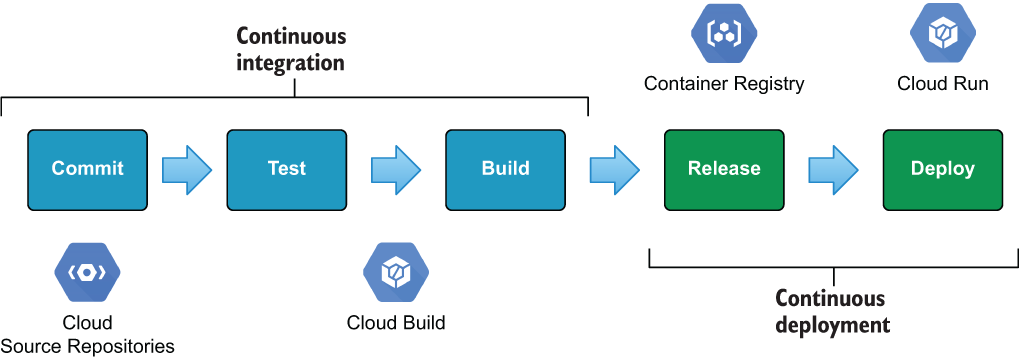 Continuous
integration
Container Registry
Cloud Run
Commit
Test
Build
Release
Deploy
Cloud
Source Repositories
Cloud Build
Continuous
deployment